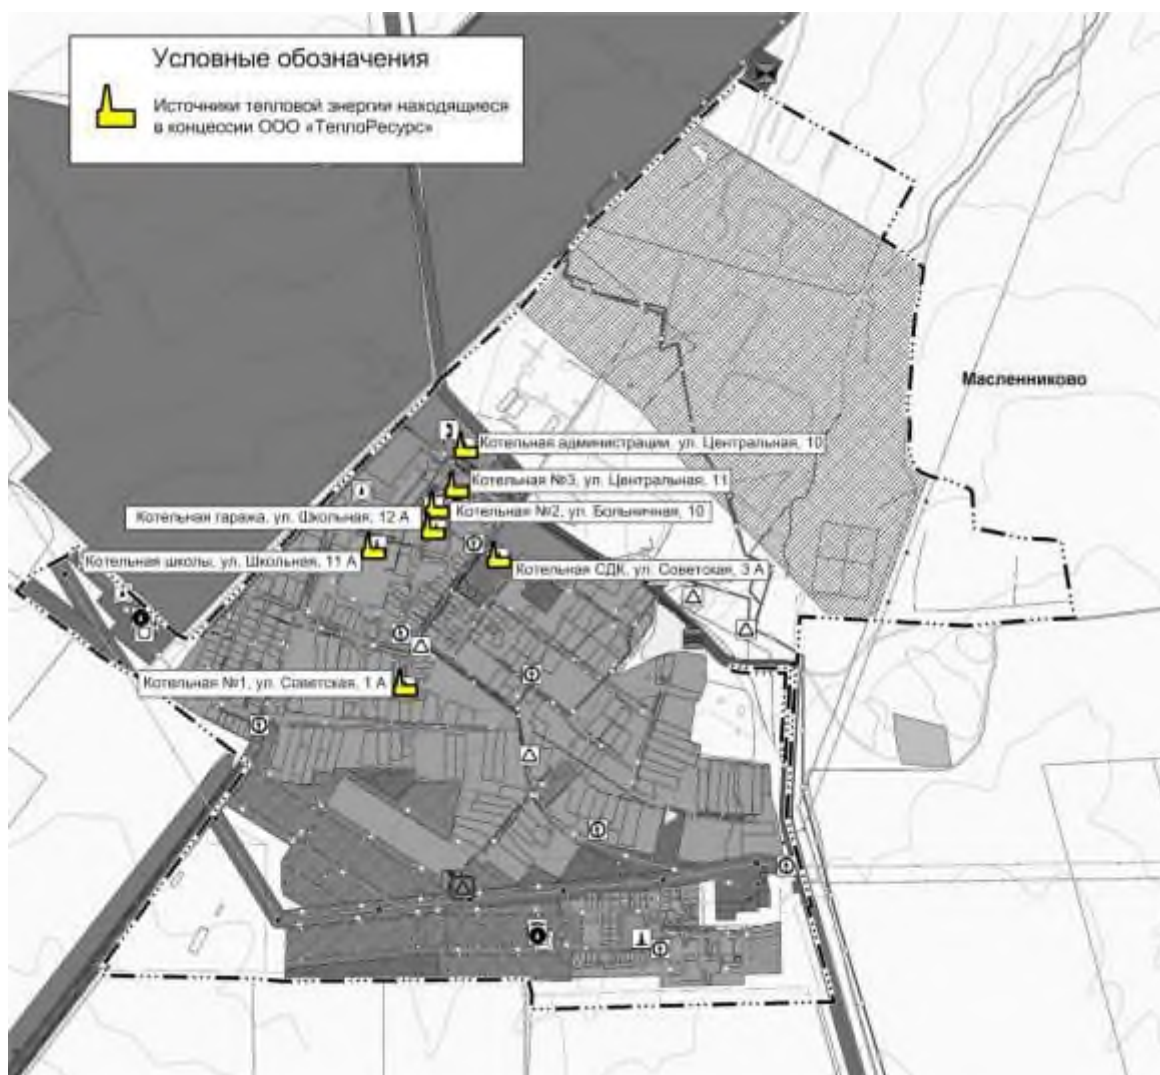 Условные обозначения
Источники тепловой энергии находящиеся
в концессии ООО «ТеплоРесурс»
Масленниково
Котельная администрации, ул. Центральная, 10
Котельная №3, ул. Центральная, 11
Котельная гаража, ул. Школьная, 12 А
Котельная №2, ул. Больничная, 10
Котельная школы, ул. Школьная, 11 А
Котельная СДК, ул. Советская, 3 А
Котельная №1, ул. Советская, 1 А